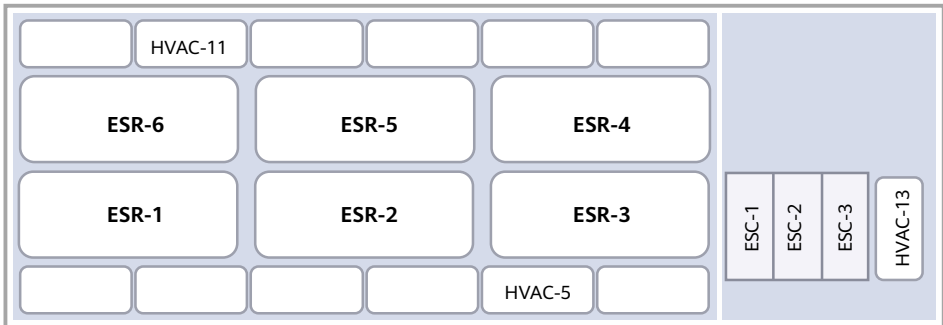 HVAC-11
ESR-6 ESR-5 ESR-4
ESR-1 ESR-2 ESR-3
HVAC-5
ESC-1
ESC-2
ESC-3
HVAC-13